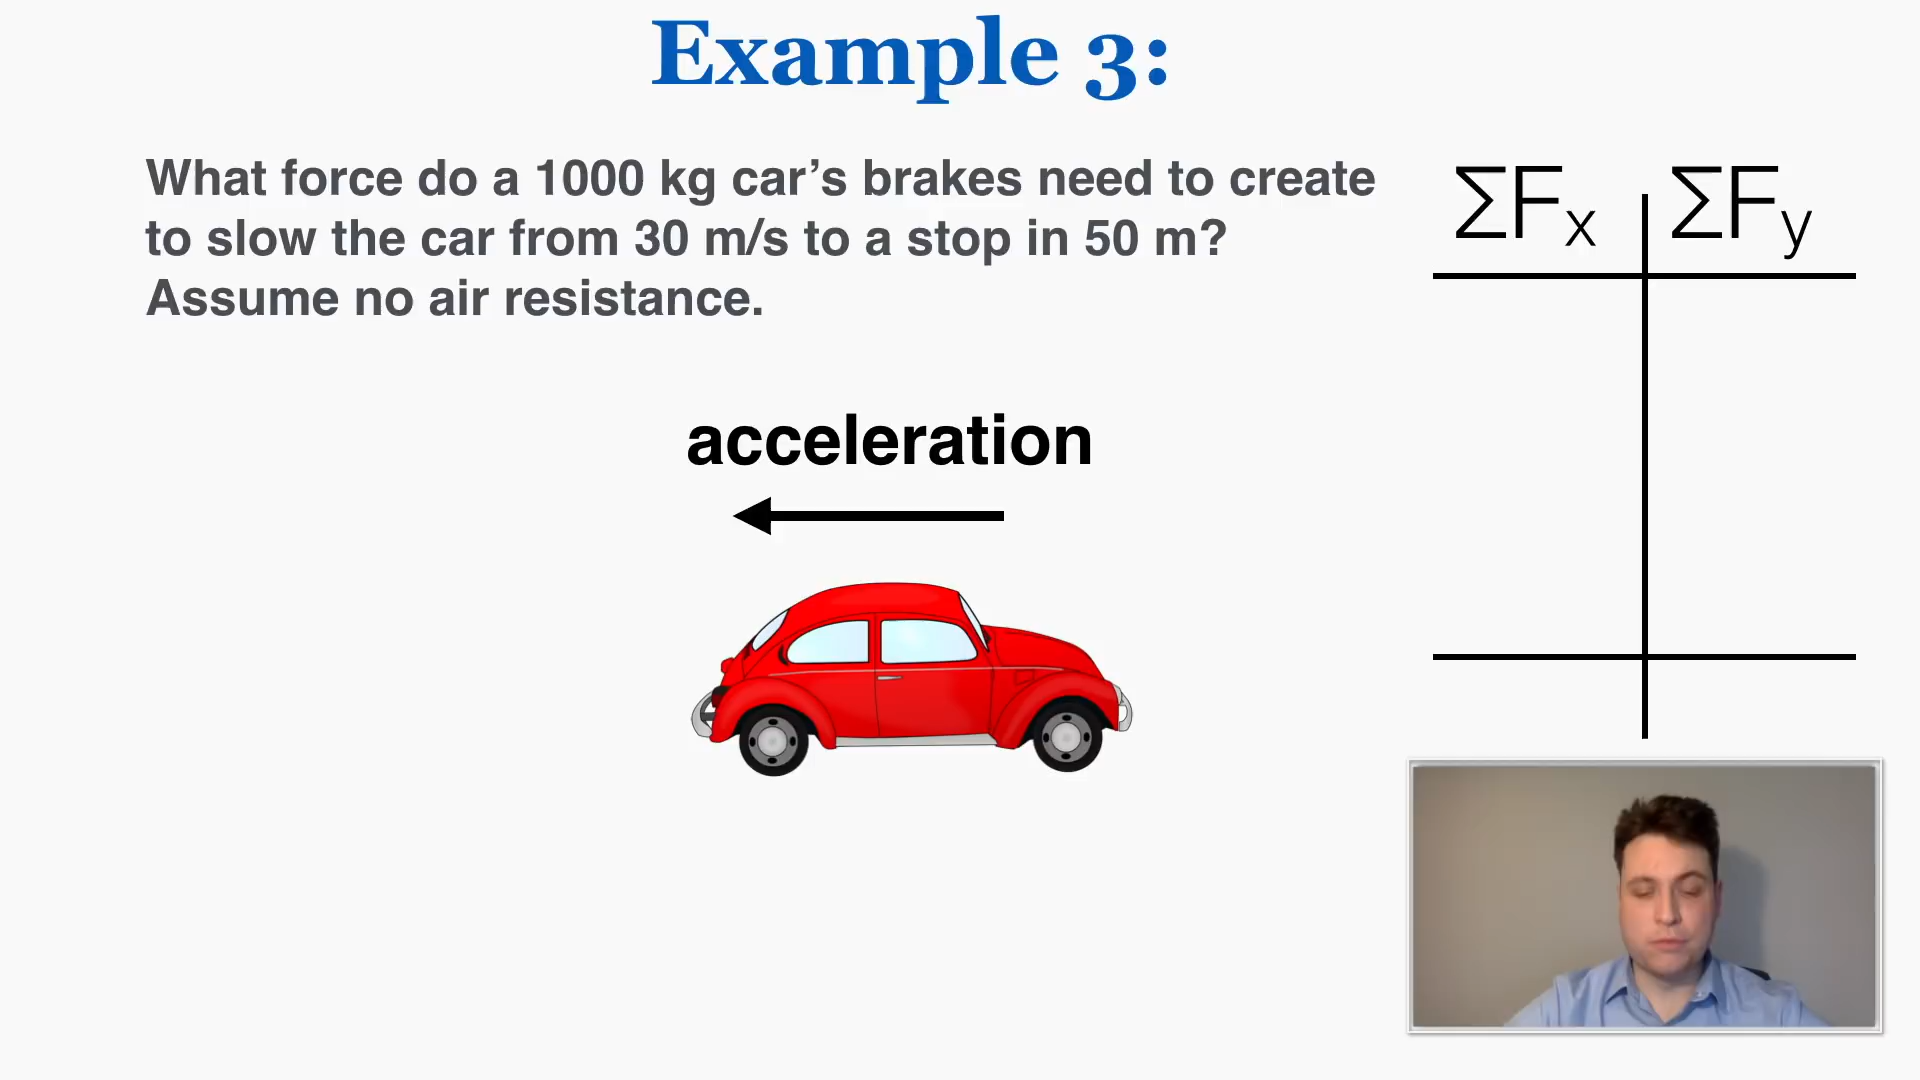 Example 3:
What force do a 1000 kg car’s brakes need to create
to slow the car from 30 m/s to a stop in 50 m?
Assume no air resistance.
ΣFx ΣFy
acceleration